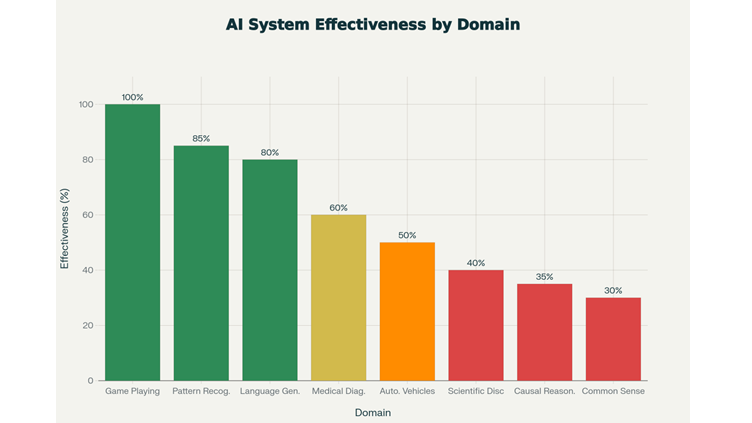 AI System Effectiveness by Domain
Effectiveness (%)
100
80
60
40
20
0
100%
85%
80%
60%
50%
40%
35%
30%
Game Playing
Pattern Recog.
Language Gen.
Medical Diag.
Auto. Vehicles
Scientific Disc
Causal Reason.
Common Sense
Domain